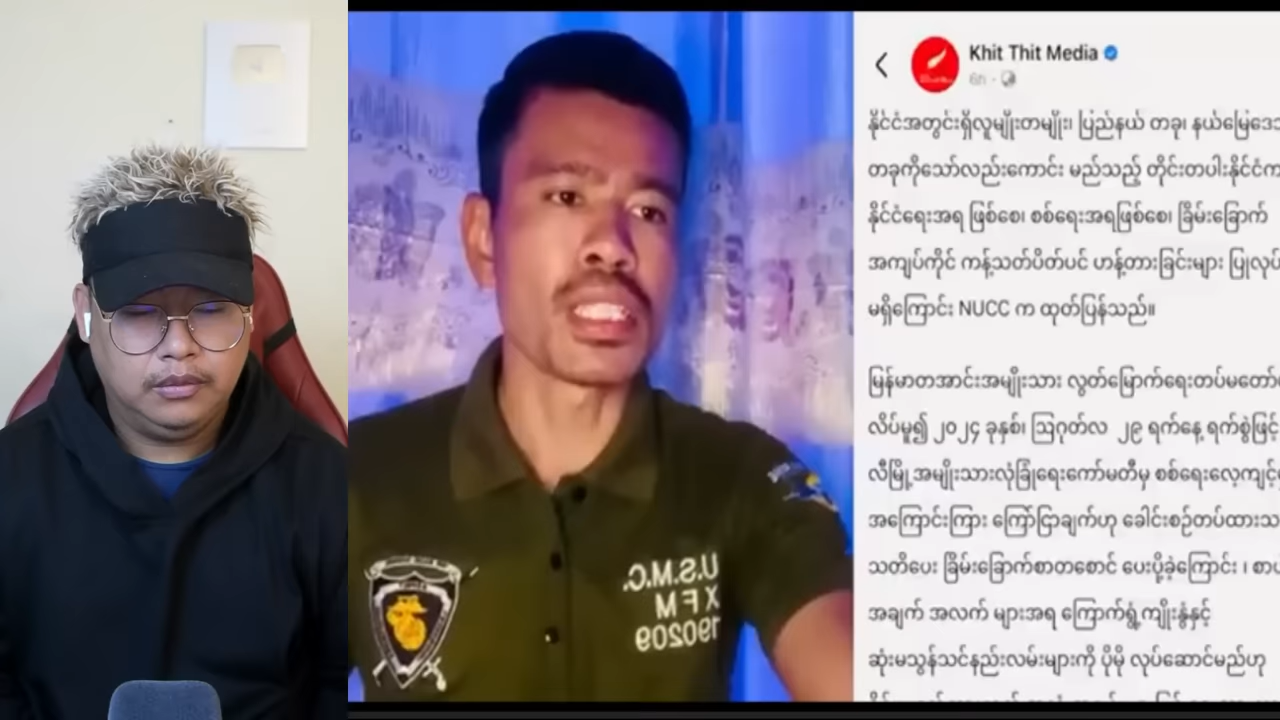 Khit Thit Media
6h
နိုင်ငံအတွင်းရှိလူမျိုးတမျိုး၊ ပြည်နယ် တခု၊ နယ်မြေဒေ
တခုကိုသော်လည်းကောင်း မည်သည့် တိုင်းတပါးနိုင်ငံက
နိုင်ငံရေးအရ ဖြစ်စေ၊ စစ်ရေးအရဖြစ်စေ၊ ခြိမ်းခြောက်
အကျပ်ကိုင် ကန့်သတ်ပိတ်ပင် ဟန့်တားခြင်းများ ပြုလုပ်
မရှိကြောင်း NUCC က ထုတ်ပြန်သည်။
မြန်မာတအာင်းအမျိုးသား လွတ်မြောက်ရေးတပ်မတော်
လိပ်မူ၍ ၂၀၂၄ ခုနှစ်၊ ဩဂုတ်လ ၂၉ ရက်နေ့ ရက်စွဲဖြင့်
လီမြို့အမျိုးသားလုံခြုံရေးကော်မတီမှ စစ်ရေးလေ့ကျင့်
အကြောင်းကြား ကြော်ငြာချက်ဟု ခေါင်းစဉ်တပ်ထားသ
သတိပေး ခြိမ်းခြောက်စာတစောင် ပေးပို့ခဲ့ကြောင်း ၊ စာပ
အချက် အလက် များအရ ကြောက်ရွံ့ကျိုးနွံနှင့်
ဆုံးမသွန်သင်နည်းလမ်းများကို ပိုမို လုပ်ဆောင်မည်ဟု
U.S.M.C.
X F M
190209